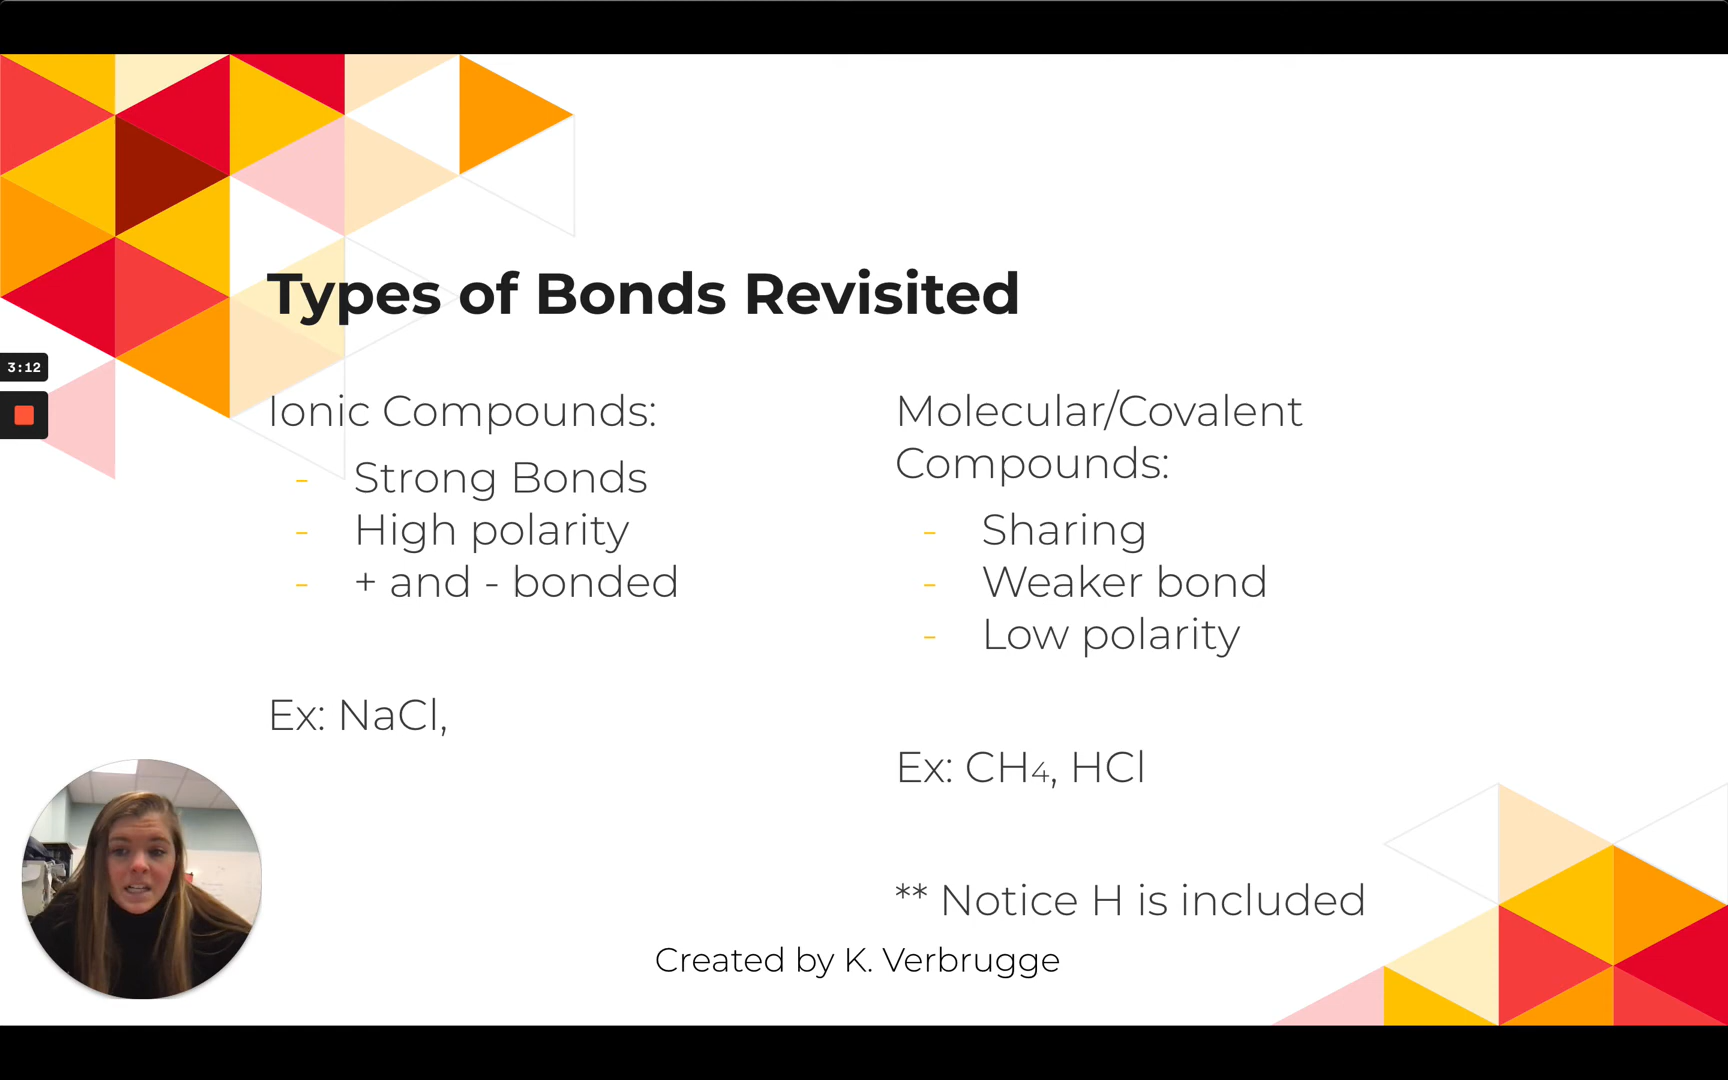 Types of Bonds Revisited
3:12
Ionic Compounds:
- Strong Bonds
- High polarity
- + and - bonded
Ex: NaCl,
Molecular/Covalent
Compounds:
- Sharing
- Weaker bond
- Low polarity
Ex: CH₄, HCl
** Notice H is included
Created by K. Verbrugge